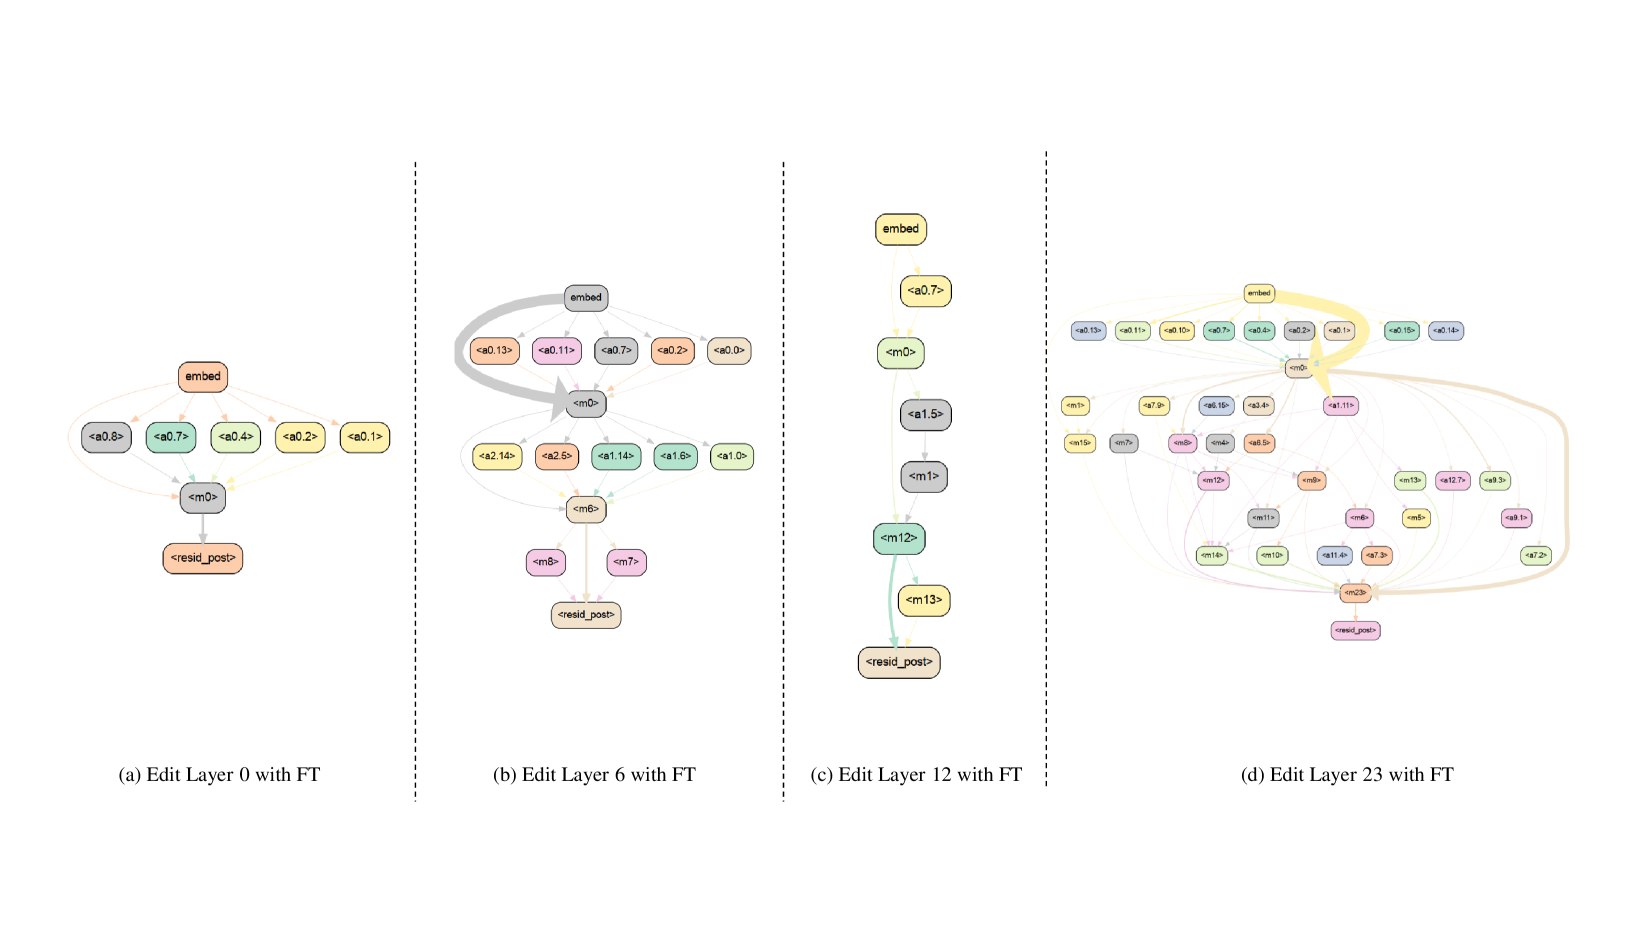 embed
<a0.8>
<a0.7>
<a0.4>
<a0.2>
<a0.1>
<m0>
<resid_post>
(a) Edit Layer 0 with FT
embed
<a0.13>
<a0.11>
<a0.7>
<a0.2>
<a0.0>
<m0>
<a2.14>
<a2.5>
<a1.14>
<a1.6>
<a1.0>
<m6>
<m8>
<m7>
<resid_post>
(b) Edit Layer 6 with FT
embed
<a0.7>
<m0>
<a1.5>
<m1>
<m12>
<m13>
<resid_post>
(c) Edit Layer 12 with FT
embed
<a0.13>
<a0.11>
<a0.10>
<a0.7>
<a0.4>
<a0.2>
<a0.1>
<a0.15>
<a0.14>
<m0>
<m1>
<a7.9>
<a6.15>
<a3.4>
<a1.11>
<m15>
<m7>
<m8>
<m4>
<a6.5>
<m12>
<m9>
<m13>
<a12.7>
<a9.3>
<m11>
<m6>
<m5>
<a9.1>
<m14>
<m10>
<a11.4>
<a7.3>
<a7.2>
<m23>
<resid_post>
(d) Edit Layer 23 with FT